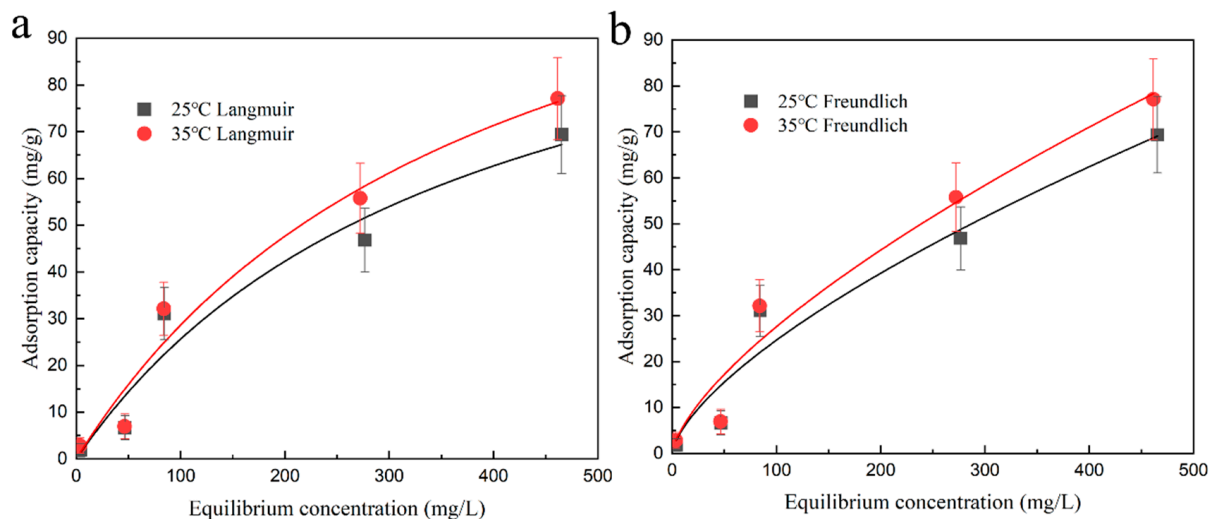 a
90
80
70
60
50
40
30
20
10
0
Adsorption capacity (mg/g)
25℃ Langmuir
35℃ Langmuir
0 100 200 300 400 500
Equilibrium concentration (mg/L)
b
90
80
70
60
50
40
30
20
10
0
Adsorption capacity (mg/g)
25℃ Freundlich
35℃ Freundlich
0 100 200 300 400 500
Equilibrium concentration (mg/L)